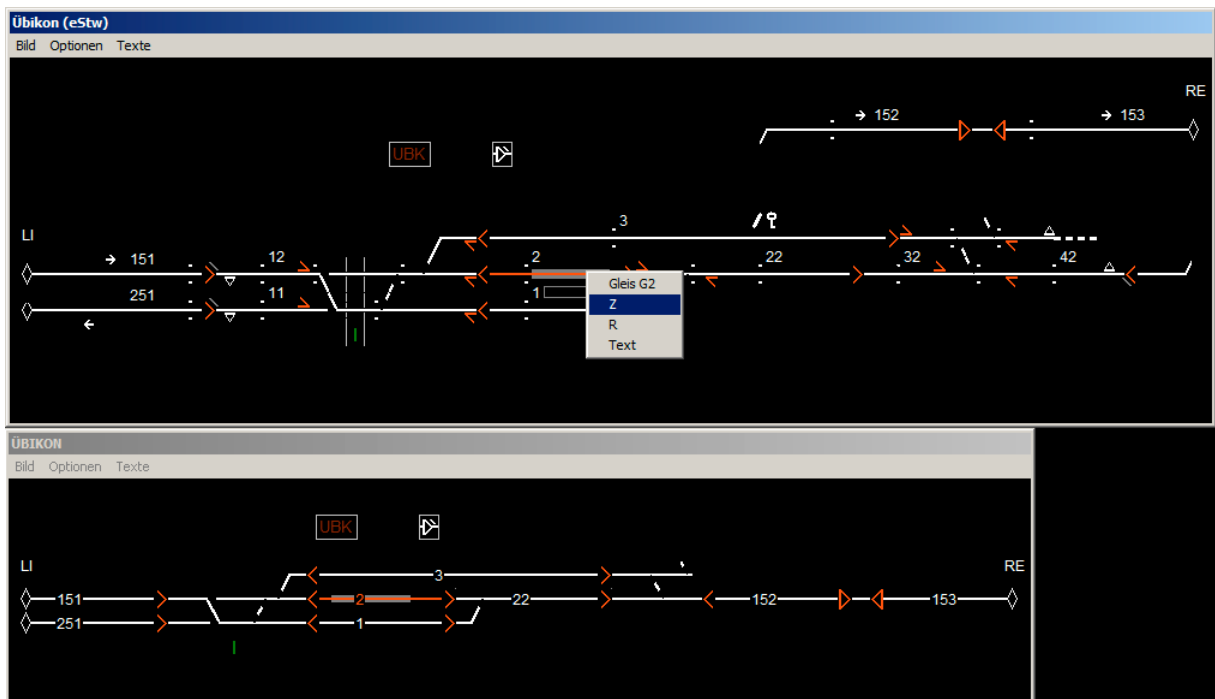 Übikon (eStw)
Bild Optionen Texte
RE
152 153
UBK
3
LI
151 12 2 22 32 42
251 11 1
Gleis G2
Z
R
Text
ÜBIKON
Bild Optionen Texte
UBK
LI RE
3
151 2 22 152 153
251 1